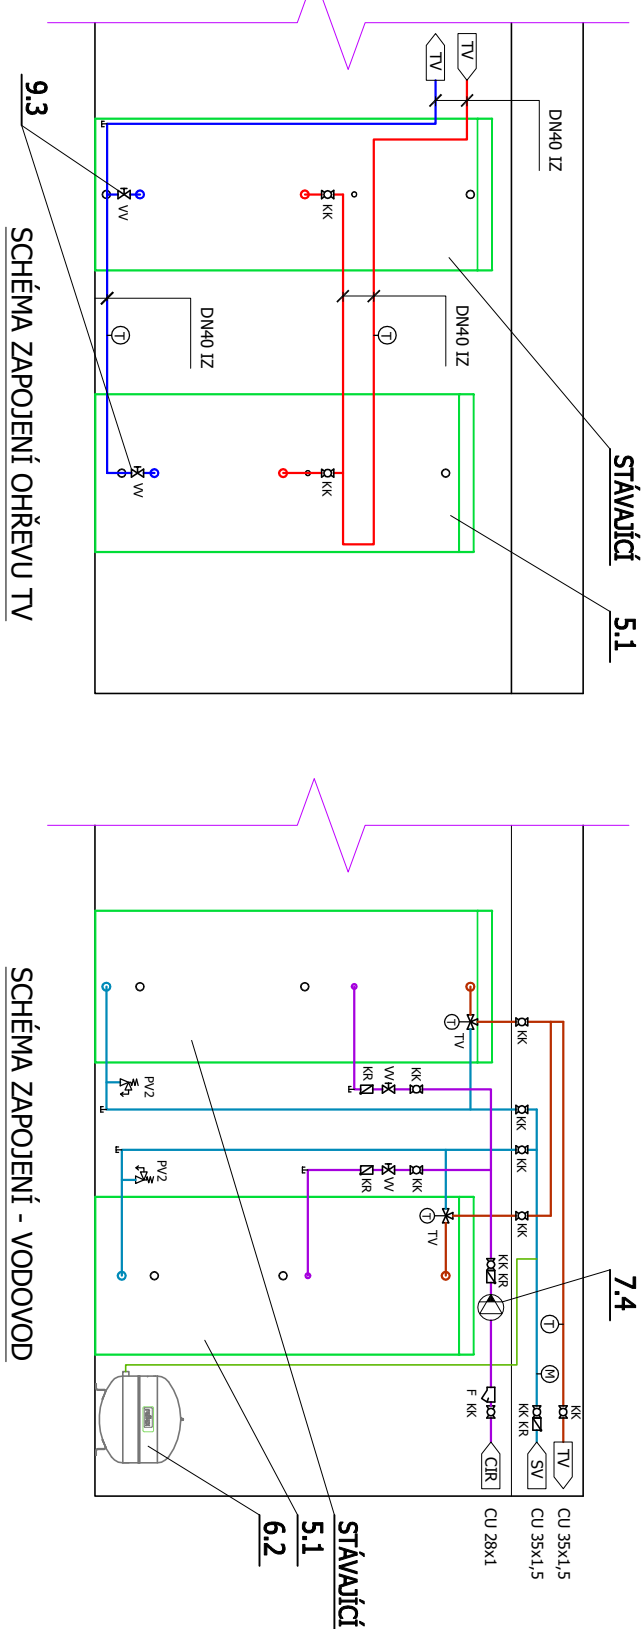 TV
TV
DN40 IZ
9.3
VV
KK
DN40 IZ
T
DN40 IZ
T
VV
KK
STÁVAJÍCÍ
5.1
SCHÉMA ZAPOJENÍ OHŘEVU TV
T
TV
KK
KR
VV
KK
PV2
KK
KK
PV2
KR
VV
KK
T
TV
KK
KK KR
7.4
T
M
F KK
KK KR
KK
CIR
SV
TV
CU 28x1
CU 35x1,5
CU 35x1,5
STÁVAJÍCÍ
5.1
6.2
SCHÉMA ZAPOJENÍ - VODOVOD